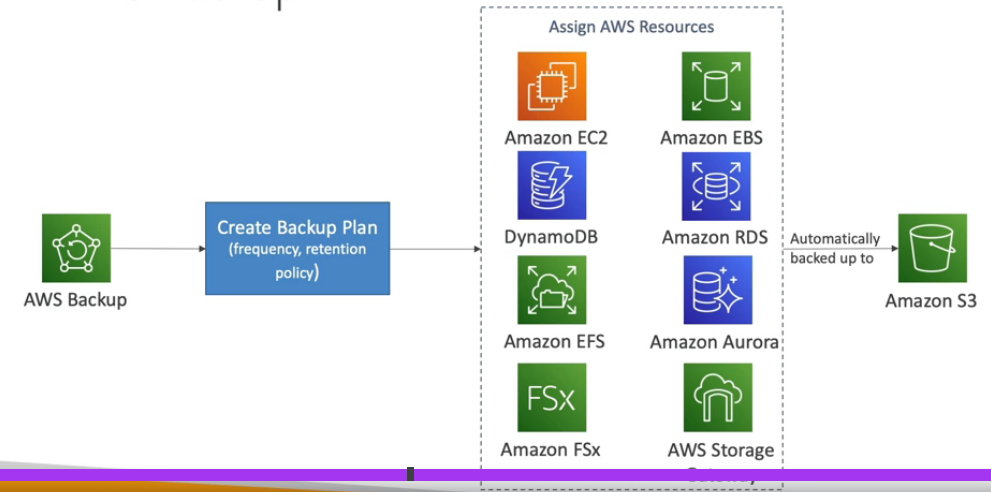 Assign AWS Resources
Amazon EC2
Amazon EBS
DynamoDB
Amazon RDS
Create Backup Plan
(frequency, retention
policy)
Automatically
backed up to
AWS Backup
Amazon S3
Amazon EFS
Amazon Aurora
FSx
Amazon FSx
AWS Storage